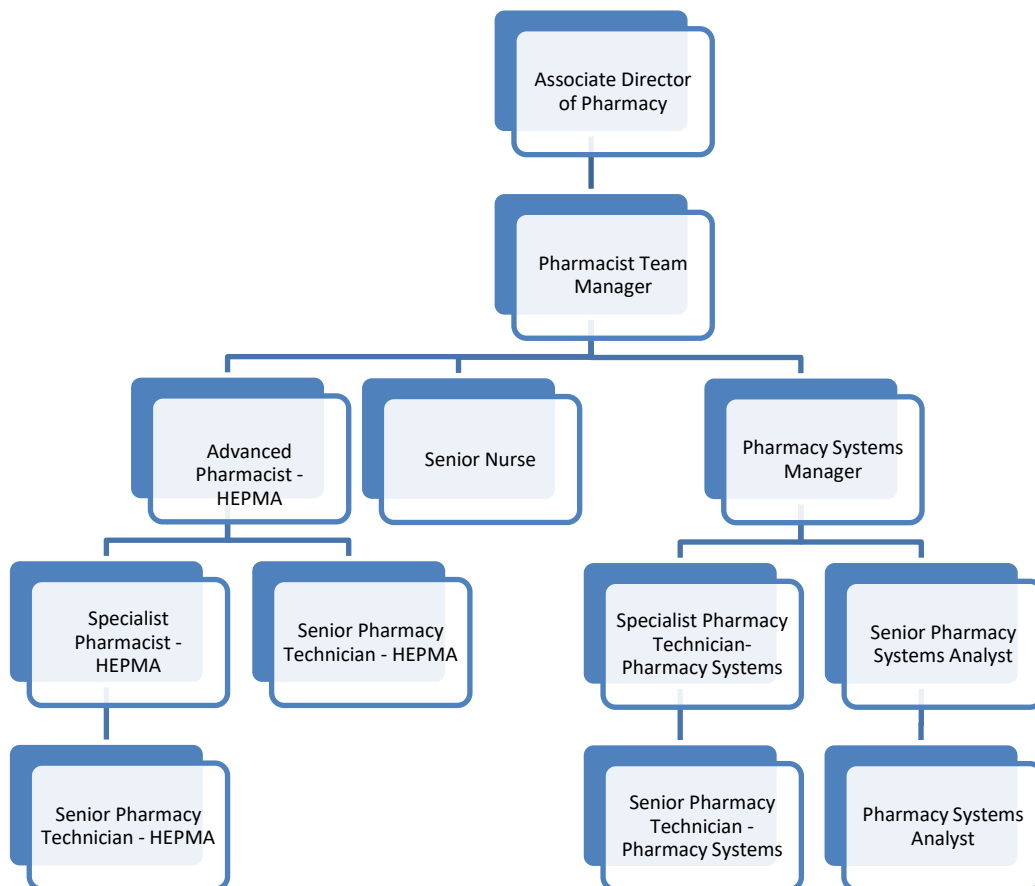 Associate Director
of Pharmacy
Pharmacist Team
Manager
Advanced
Pharmacist -
HEPMA
Senior Nurse
Pharmacy Systems
Manager
Specialist
Pharmacist -
HEPMA
Senior Pharmacy
Technician - HEPMA
Specialist Pharmacy
Technician-
Pharmacy Systems
Senior Pharmacy
Systems Analyst
Senior Pharmacy
Technician - HEPMA
Senior Pharmacy
Technician -
Pharmacy Systems
Pharmacy Systems
Analyst